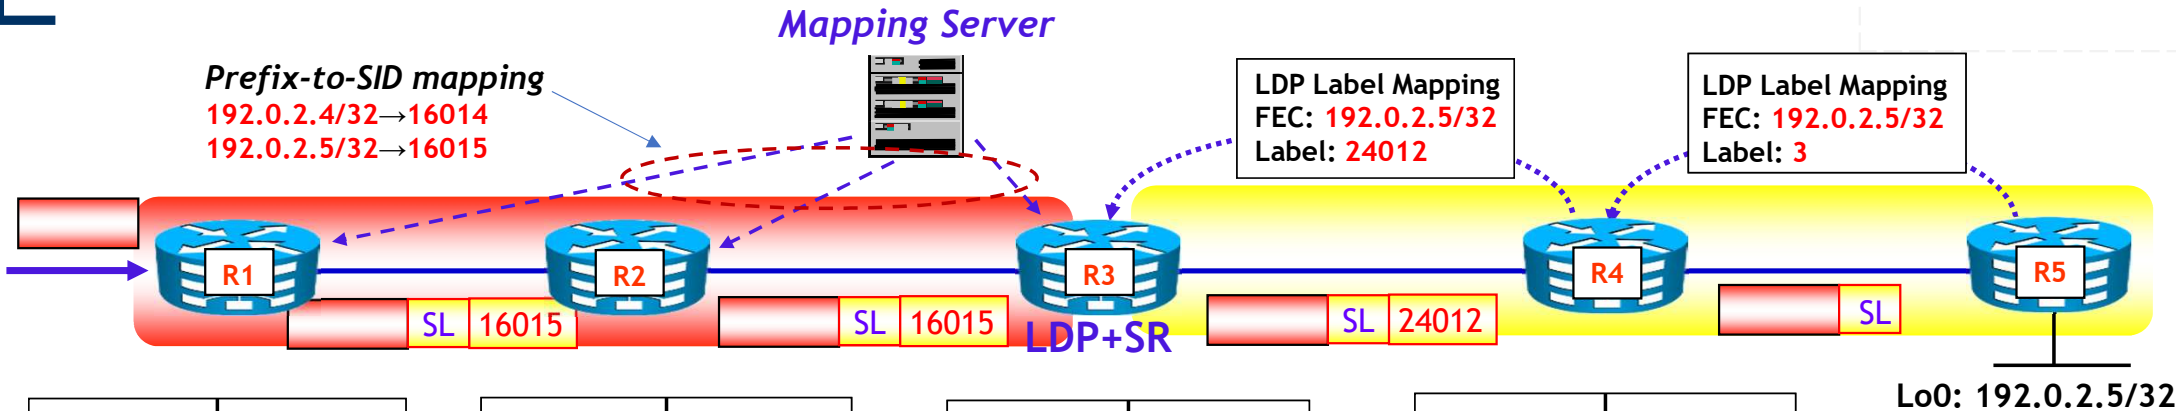 Mapping Server
Prefix-to-SID mapping
192.0.2.4/32→16014
192.0.2.5/32→16015
LDP Label Mapping
FEC: 192.0.2.5/32
Label: 24012
LDP Label Mapping
FEC: 192.0.2.5/32
Label: 3
R1
R2
R3
R4
R5
SL 16015
SL 16015
LDP+SR
SL 24012
SL
Lo0: 192.0.2.5/32